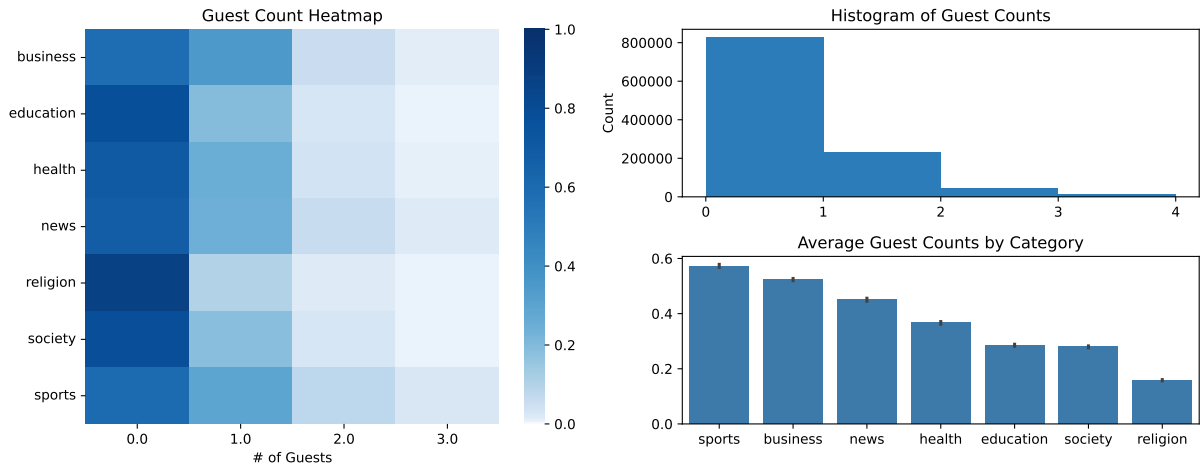 Guest Count Heatmap
business
education
health
news
religion
society
sports
0.0 1.0 2.0 3.0
# of Guests
1.0
0.8
0.6
0.4
0.2
0.0
Histogram of Guest Counts
Count
800000
600000
400000
200000
0
0 1 2 3 4
Average Guest Counts by Category
0.6
0.4
0.2
0.0
sports business news health education society religion